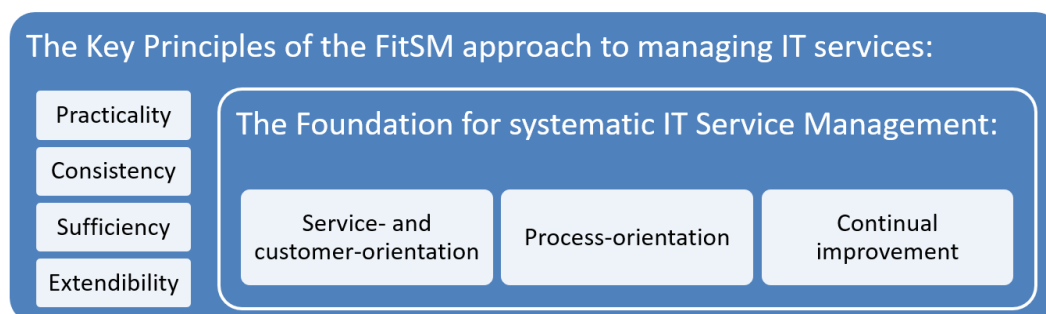 The Key Principles of the FitSM approach to managing IT services:
Practicality
Consistency
Sufficiency
Extendibility
The Foundation for systematic IT Service Management:
Service- and
customer-orientation
Process-orientation
Continual
improvement